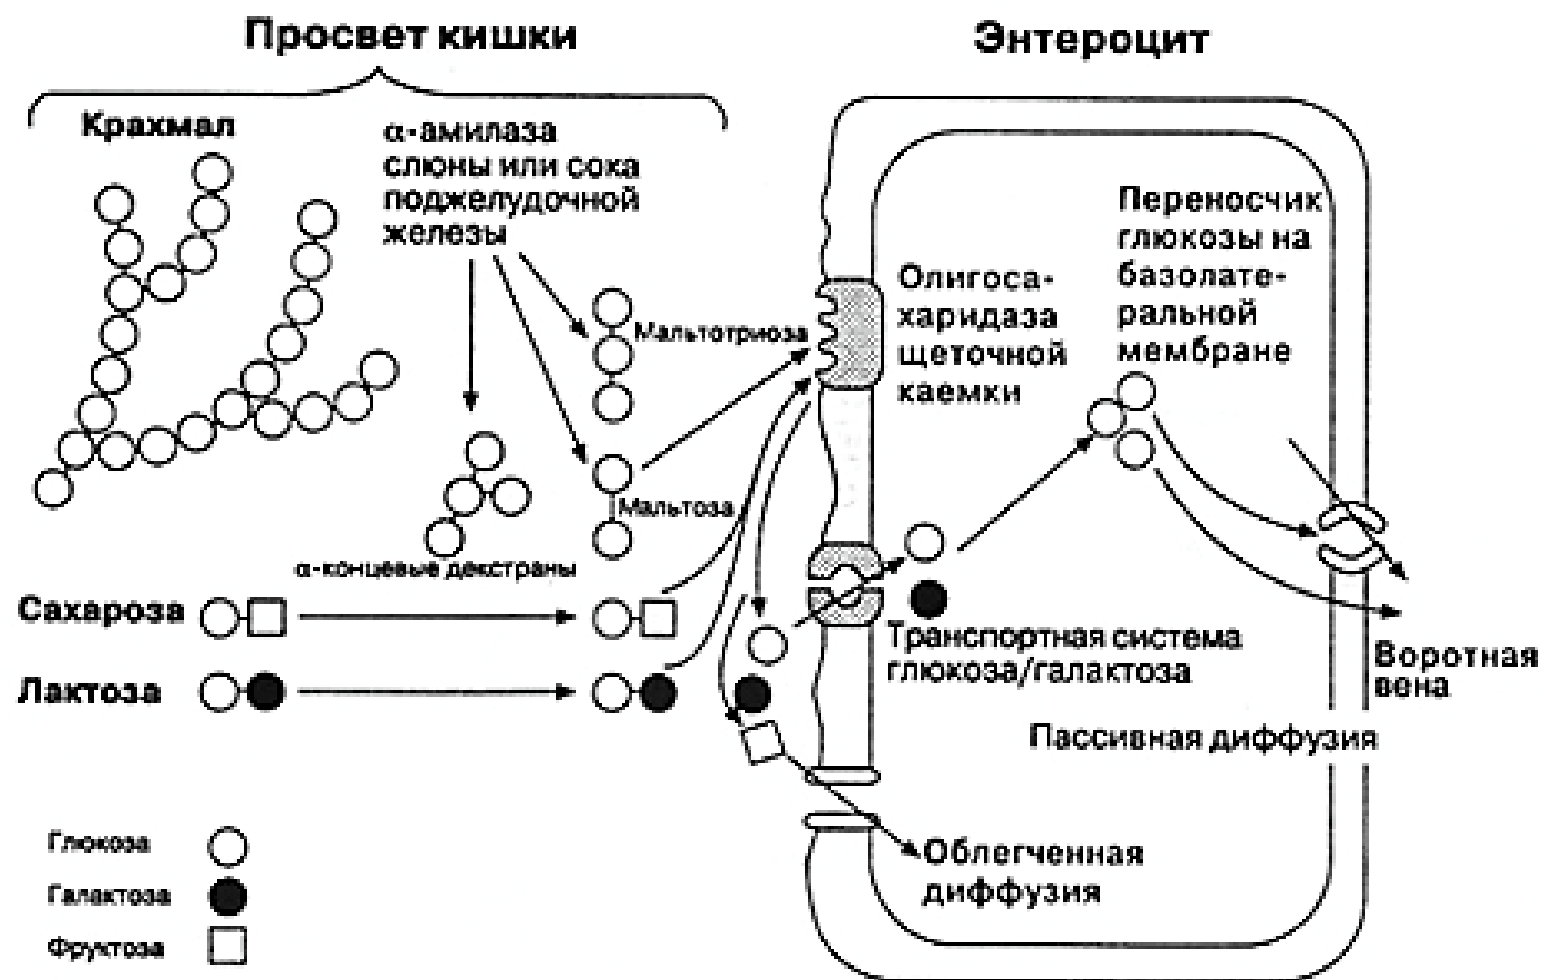 Просвет кишки
Энтероцит
Крахмал
α-амилаза
слюны или сока
поджелудочной
железы
Мальтотриоза
Мальтоза
α-концевые декстраны
Сахароза
Лактоза
Глюкоза
Галактоза
Фруктоза
Олигоса-
харидаза
щеточной
каемки
Переносчик
глюкозы на
базолате-
ральной
мембране
Транспортная система
глюкоза/галактоза
Воротная
вена
Пассивная диффузия
Облегченная
диффузия